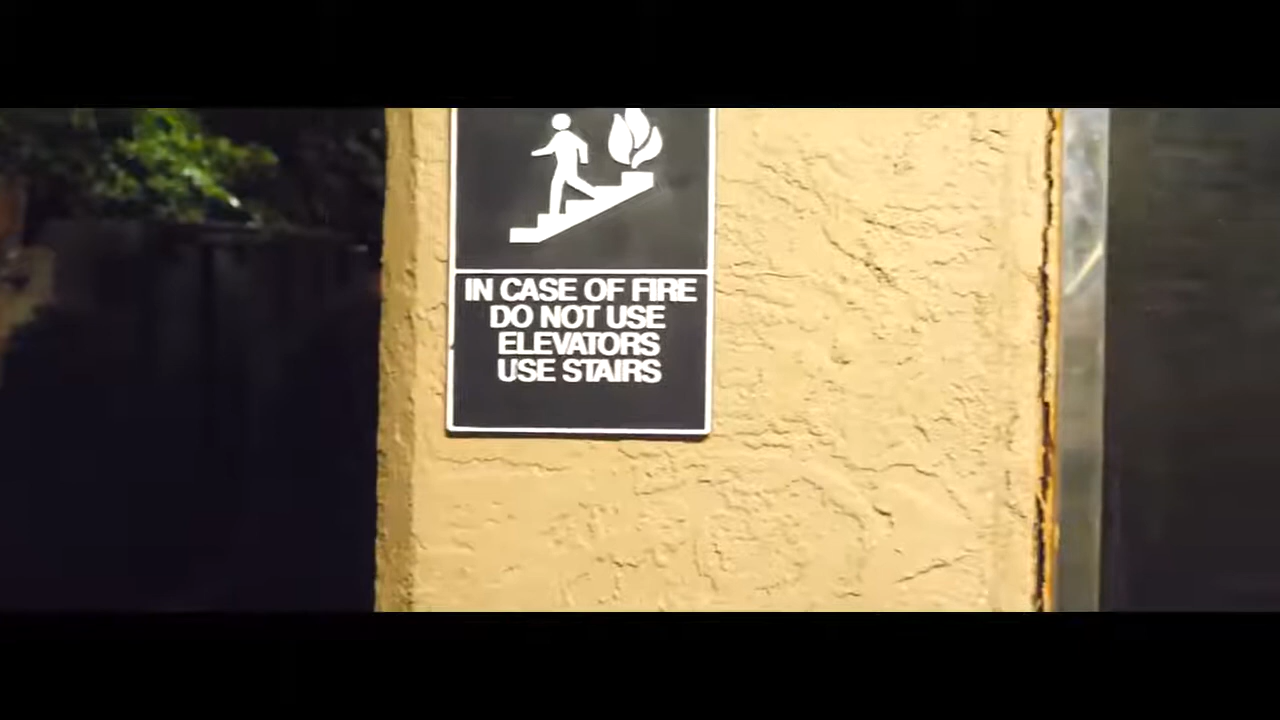 IN CASE OF FIRE
DO NOT USE
ELEVATORS
USE STAIRS